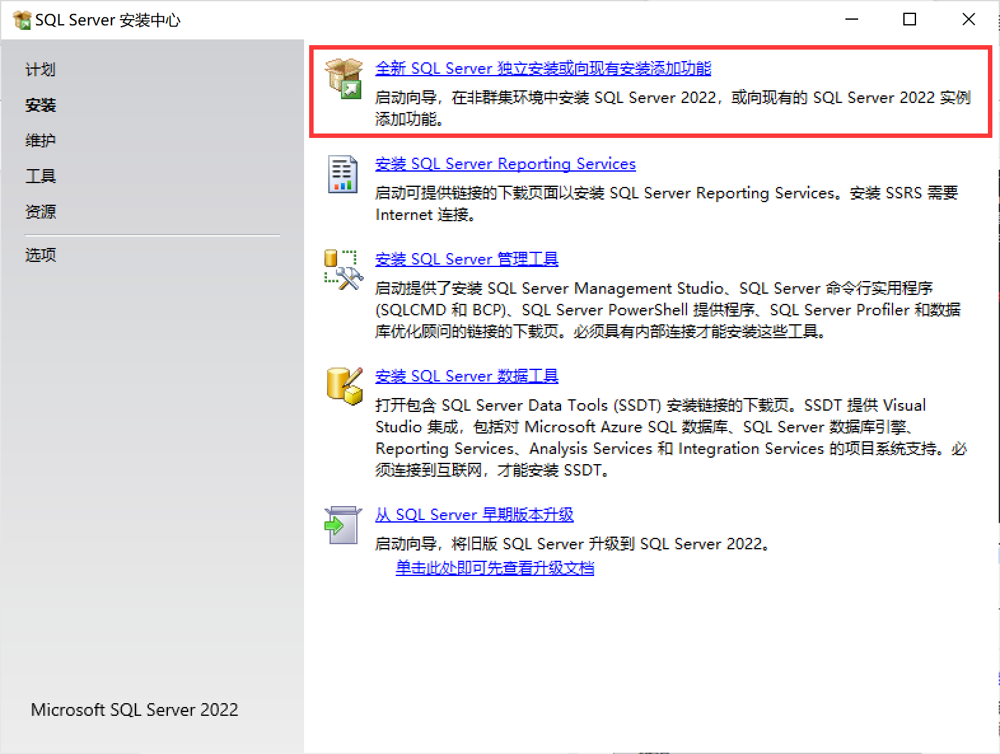 SQL Server 安装中心
计划
安装
维护
工具
资源
选项
Microsoft SQL Server 2022
全新 SQL Server 独立安装或向现有安装添加功能
启动向导，在非群集环境中安装 SQL Server 2022，或向现有的 SQL Server 2022 实例
添加功能。
安装 SQL Server Reporting Services
启动可提供链接的下载页面以安装 SQL Server Reporting Services。安装 SSRS 需要
Internet 连接。
安装 SQL Server 管理工具
启动提供了安装 SQL Server Management Studio、SQL Server 命令行实用程序
(SQLCMD 和 BCP)、SQL Server PowerShell 提供程序、SQL Server Profiler 和数据
库优化顾问的链接的下载页。必须具有内部连接才能安装这些工具。
安装 SQL Server 数据工具
打开包含 SQL Server Data Tools (SSDT) 安装链接的下载页。SSDT 提供 Visual
Studio 集成，包括对 Microsoft Azure SQL 数据库、SQL Server 数据库引擎、
Reporting Services、Analysis Services 和 Integration Services 的项目系统支持。必
须连接到互联网，才能安装 SSDT。
从 SQL Server 早期版本升级
启动向导，将旧版 SQL Server 升级到 SQL Server 2022。
单击此处即可先查看升级文档